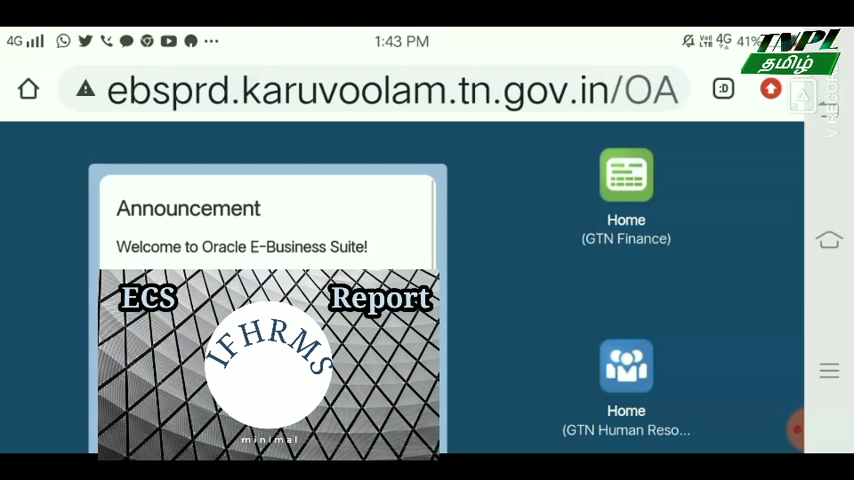 4G 1:43 PM 4G 41%
TNPL
தமிழ்
ebsprd.karuvoolam.tn.gov.in/OA
:D
Announcement
Welcome to Oracle E-Business Suite!
ECS Report
IFHRMS
minimal
Home
(GTN Finance)
Home
(GTN Human Reso...